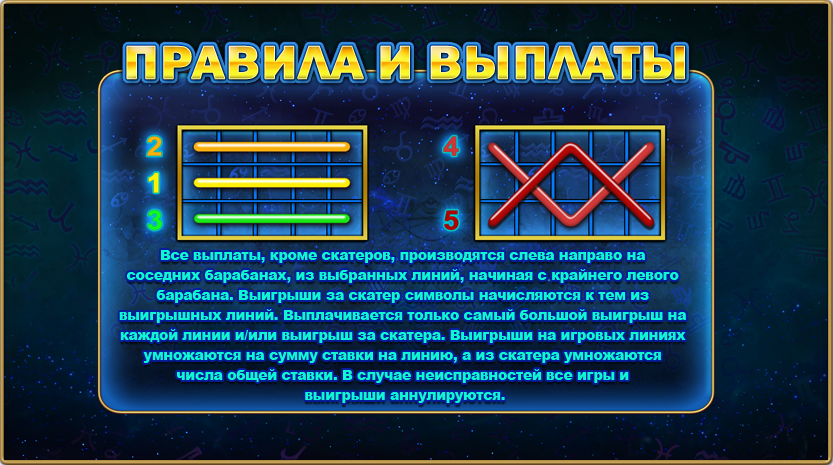 ПРАВИЛА И ВЫПЛАТЫ
2
1
3
4
5
Все выплаты, кроме скатеров, производятся слева направо на
соседних барабанах, из выбранных линий, начиная с крайнего левого
барабана. Выигрыши за скатер символы начисляются к тем из
выигрышных линий. Выплачивается только самый большой выигрыш на
каждой линии и/или выигрыш за скатера. Выигрыши на игровых линиях
умножаются на сумму ставки на линию, а из скатера умножаются
числа общей ставки. В случае неисправностей все игры и
выигрыши аннулируются.